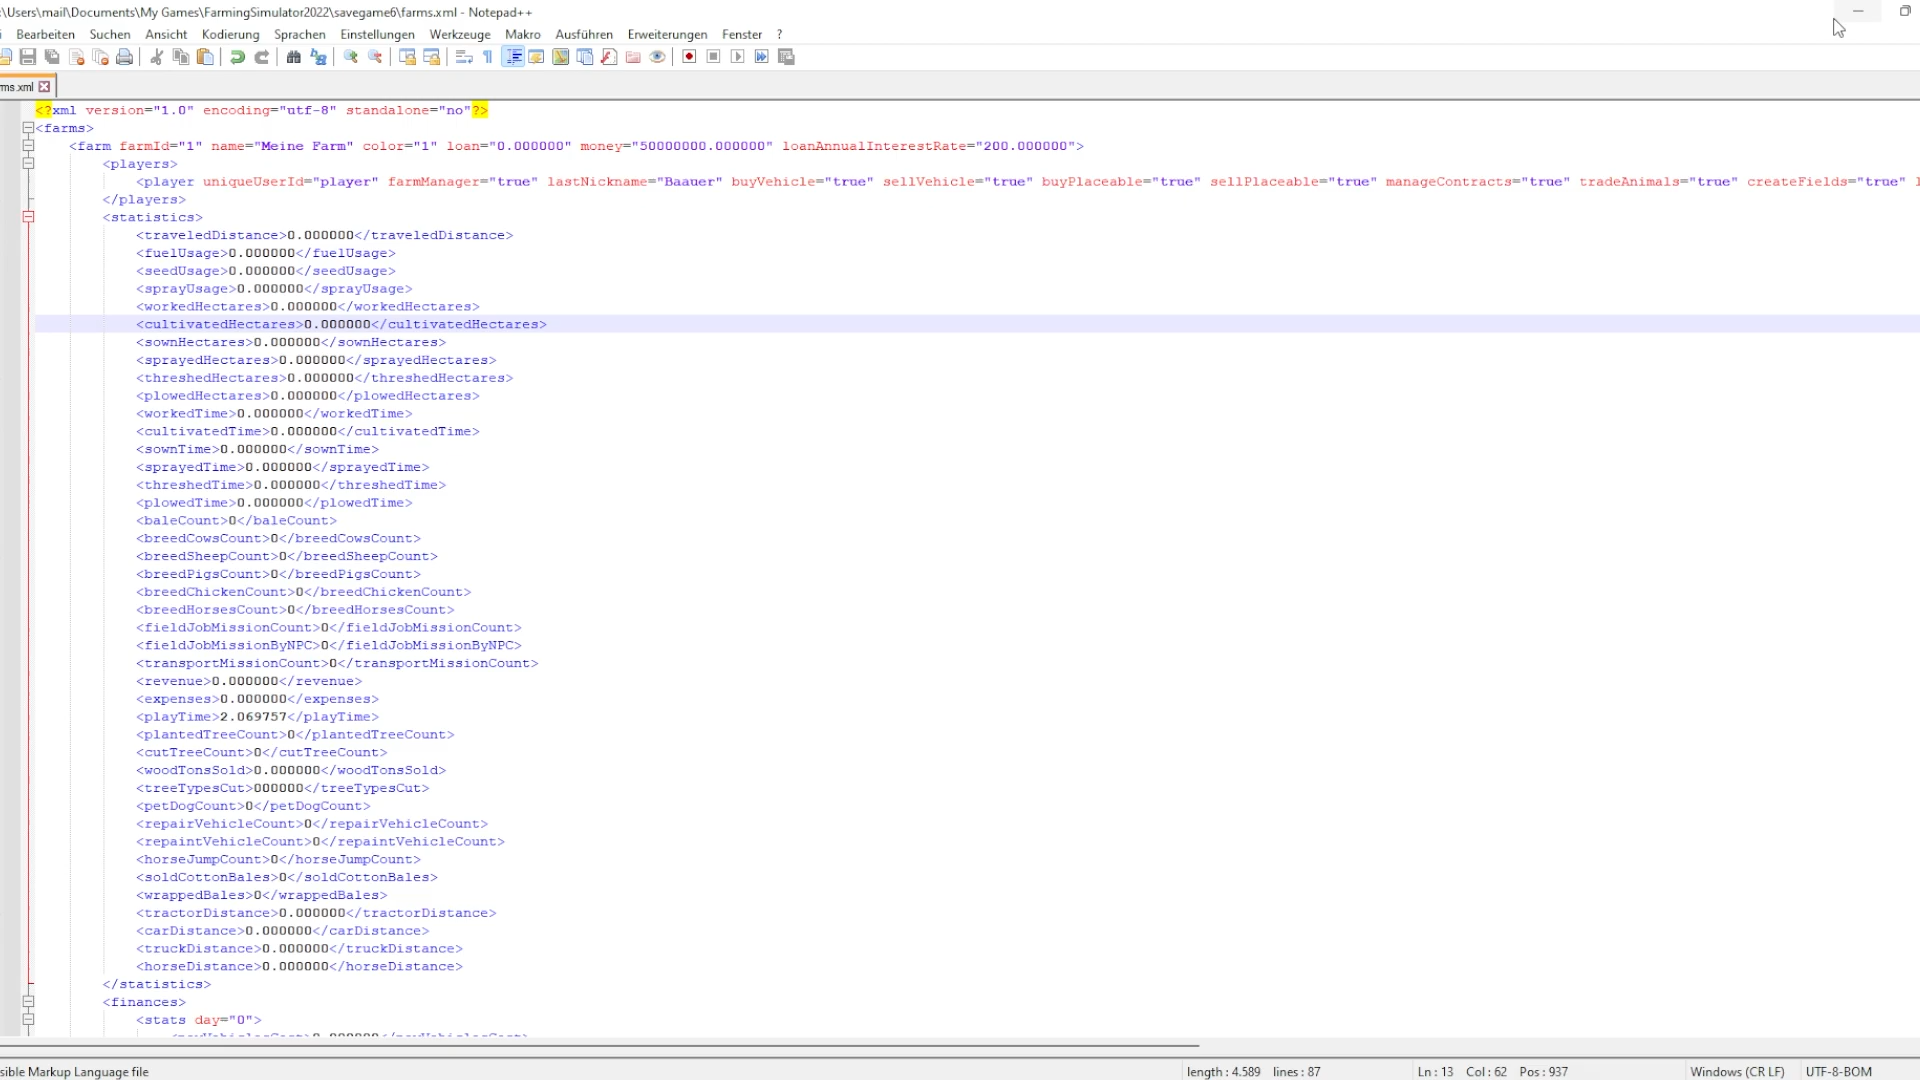 :\Users\mail\Documents\My Games\FarmingSimulator2022\savegame6\farms.xml - Notepad++
Bearbeiten Suchen Ansicht Kodierung Sprachen Einstellungen Werkzeuge Makro Ausführen Erweiterungen Fenster ?
ms.xml
<?xml version="1.0" encoding="utf-8" standalone="no"?>
<farms>
<farm farmId="1" name="Meine Farm" color="1" loan="0.000000" money="50000000.000000" loanAnnualInterestRate="200.000000">
<players>
<player uniqueUserId="player" farmManager="true" lastNickname="Baauer" buyVehicle="true" sellVehicle="true" buyPlaceable="true" sellPlaceable="true" manageContracts="true" tradeAnimals="true" createFields="true"
</players>
<statistics>
<traveledDistance>0.000000</traveledDistance>
<fuelUsage>0.000000</fuelUsage>
<seedUsage>0.000000</seedUsage>
<sprayUsage>0.000000</sprayUsage>
<workedHectares>0.000000</workedHectares>
<cultivatedHectares>0.000000</cultivatedHectares>
<sownHectares>0.000000</sownHectares>
<sprayedHectares>0.000000</sprayedHectares>
<threshedHectares>0.000000</threshedHectares>
<plowedHectares>0.000000</plowedHectares>
<workedTime>0.000000</workedTime>
<cultivatedTime>0.000000</cultivatedTime>
<sownTime>0.000000</sownTime>
<sprayedTime>0.000000</sprayedTime>
<threshedTime>0.000000</threshedTime>
<plowedTime>0.000000</plowedTime>
<baleCount>0</baleCount>
<breedCowsCount>0</breedCowsCount>
<breedSheepCount>0</breedSheepCount>
<breedPigsCount>0</breedPigsCount>
<breedChickenCount>0</breedChickenCount>
<breedHorsesCount>0</breedHorsesCount>
<fieldJobMissionCount>0</fieldJobMissionCount>
<fieldJobMissionByNPC>0</fieldJobMissionByNPC>
<transportMissionCount>0</transportMissionCount>
<revenue>0.000000</revenue>
<expenses>0.000000</expenses>
<playTime>2.069757</playTime>
<plantedTreeCount>0</plantedTreeCount>
<cutTreeCount>0</cutTreeCount>
<woodTonsSold>0.000000</woodTonsSold>
<treeTypesCut>000000</treeTypesCut>
<petDogCount>0</petDogCount>
<repairVehicleCount>0</repairVehicleCount>
<repaintVehicleCount>0</repaintVehicleCount>
<horseJumpCount>0</horseJumpCount>
<soldCottonBales>0</soldCottonBales>
<wrappedBales>0</wrappedBales>
<tractorDistance>0.000000</tractorDistance>
<carDistance>0.000000</carDistance>
<truckDistance>0.000000</truckDistance>
<horseDistance>0.000000</horseDistance>
</statistics>
<finances>
<stats day="0">
sible Markup Language file length : 4.589 lines : 87 Ln : 13 Col : 62 Pos : 937 Windows (CR LF) UTF-8-BOM